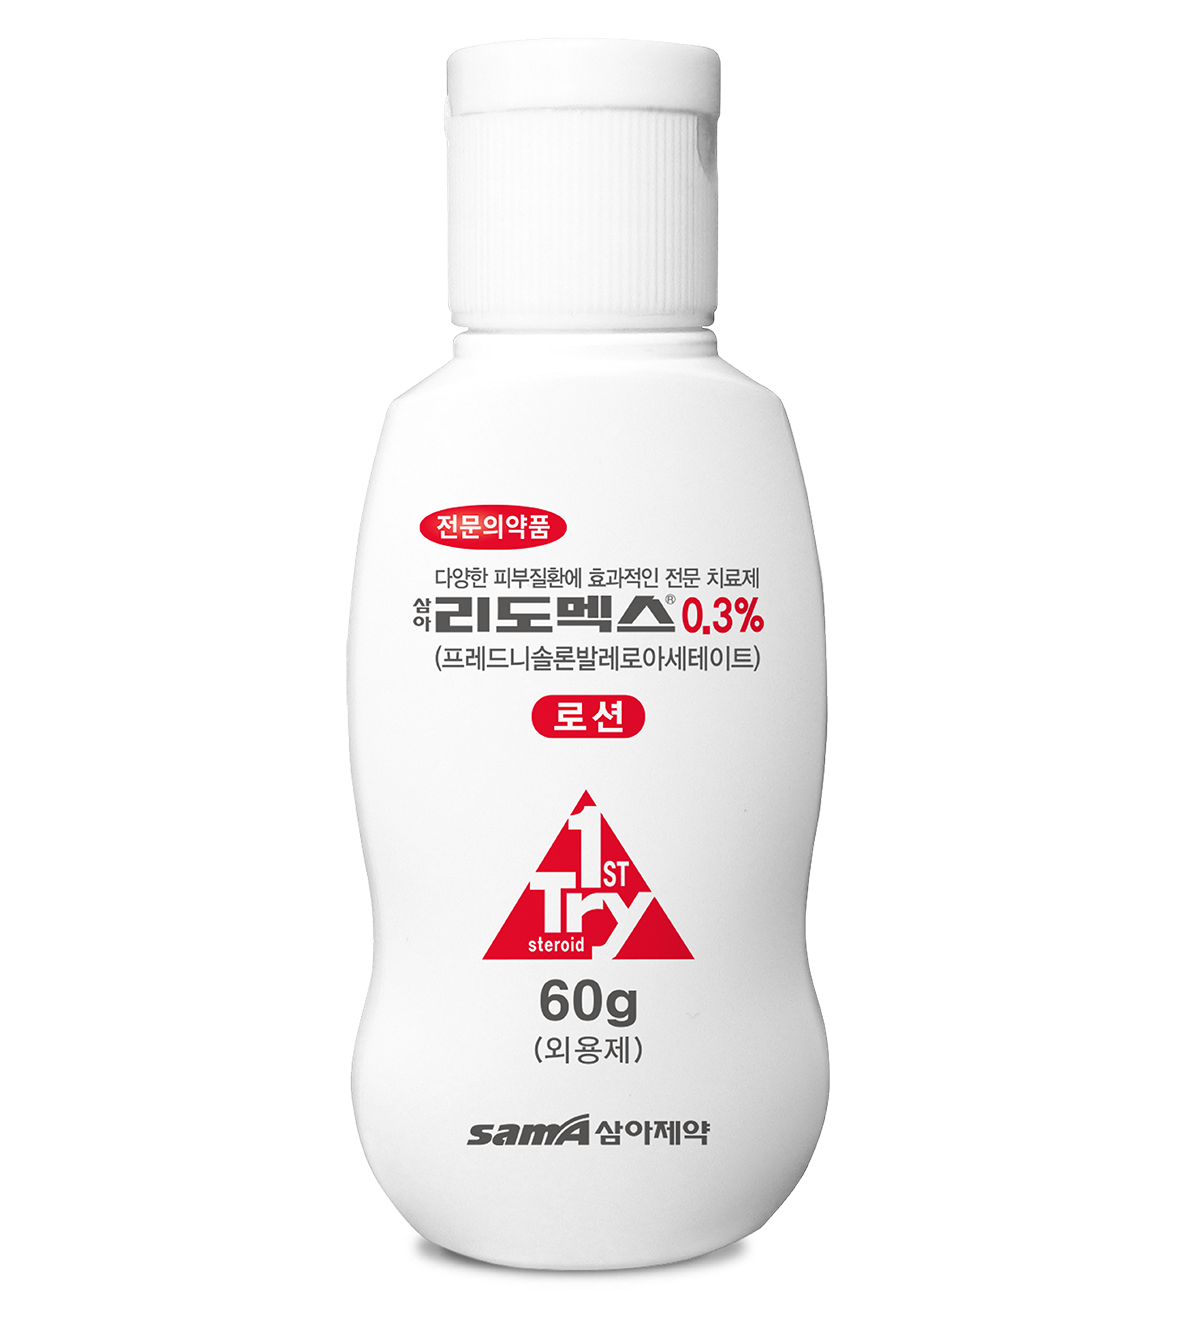 전문의약품
다양한 피부질환에 효과적인 전문 치료제
삼아 리도멕스® 0.3%
(프레드니솔론발레로아세테이트)
로션
1ST
Try
steroid
60g
(외용제)
samA 삼아제약